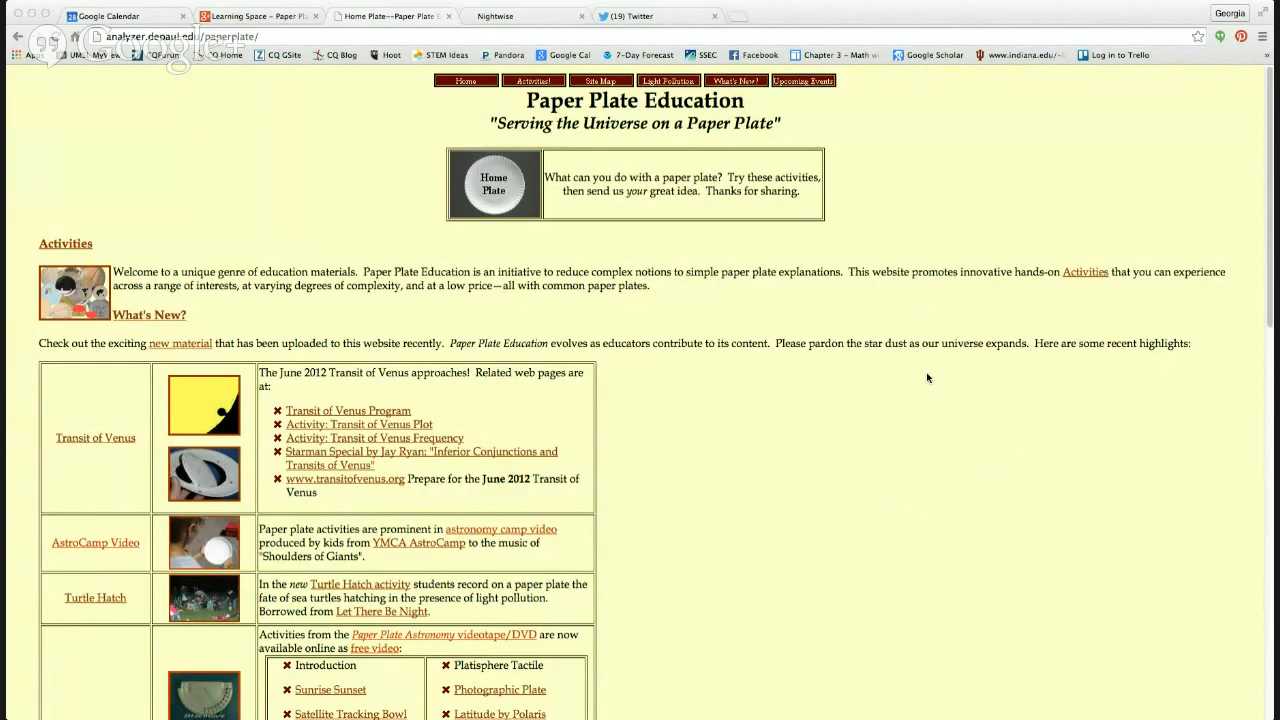 Google Calendar
Learning Space – Paper Pl
Home Plate--Paper Plate E
Nightwise
(19) Twitter
Georgia
analyzer.depaul.edu/paperplate/
Google+
UMC MyView
CQ Home
CQ GSite
CQ Blog
Hoot
STEM Ideas
Pandora
Google Cal
7-Day Forecast
SSEC
Facebook
Chapter 3 – Math w
Google Scholar
www.indiana.edu/~
Log in to Trello
Home
Activities!
Site Map
Light Pollution
What's New?
Upcoming Events
Paper Plate Education
"Serving the Universe on a Paper Plate"
Home
Plate
What can you do with a paper plate? Try these activities,
then send us your great idea. Thanks for sharing.
Activities
Welcome to a unique genre of education materials. Paper Plate Education is an initiative to reduce complex notions to simple paper plate explanations. This website promotes innovative hands-on Activities that you can experience
across a range of interests, at varying degrees of complexity, and at a low price—all with common paper plates.
What's New?
Check out the exciting new material that has been uploaded to this website recently. Paper Plate Education evolves as educators contribute to its content. Please pardon the star dust as our universe expands. Here are some recent highlights:
Transit of Venus
The June 2012 Transit of Venus approaches! Related web pages are
at:
Transit of Venus Program
Activity: Transit of Venus Plot
Activity: Transit of Venus Frequency
Starman Special by Jay Ryan: "Inferior Conjunctions and
Transits of Venus"
www.transitofvenus.org Prepare for the June 2012 Transit of
Venus
AstroCamp Video
Paper plate activities are prominent in astronomy camp video
produced by kids from YMCA AstroCamp to the music of
"Shoulders of Giants".
Turtle Hatch
In the new Turtle Hatch activity students record on a paper plate the
fate of sea turtles hatching in the presence of light pollution.
Borrowed from Let There Be Night.
Activities from the Paper Plate Astronomy videotape/DVD are now
available online as free video:
Introduction
Platisphere Tactile
Sunrise Sunset
Photographic Plate
Satellite Tracking Bowl
Latitude by Polaris